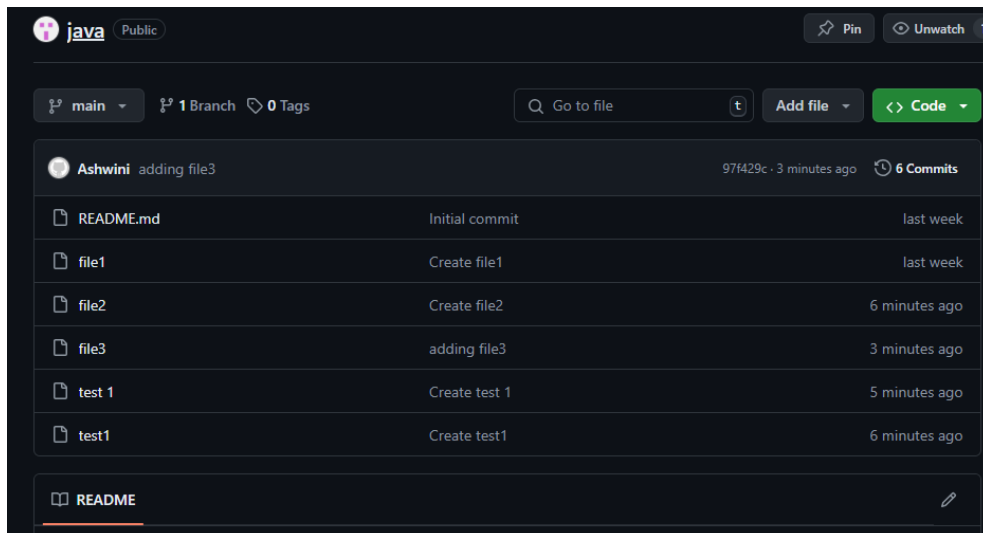 java Public Pin Unwatch
main 1 Branch 0 Tags Go to file t Add file <> Code
Ashwini adding file3 97f429c · 3 minutes ago 6 Commits
README.md Initial commit last week
file1 Create file1 last week
file2 Create file2 6 minutes ago
file3 adding file3 3 minutes ago
test 1 Create test 1 5 minutes ago
test1 Create test1 6 minutes ago
README